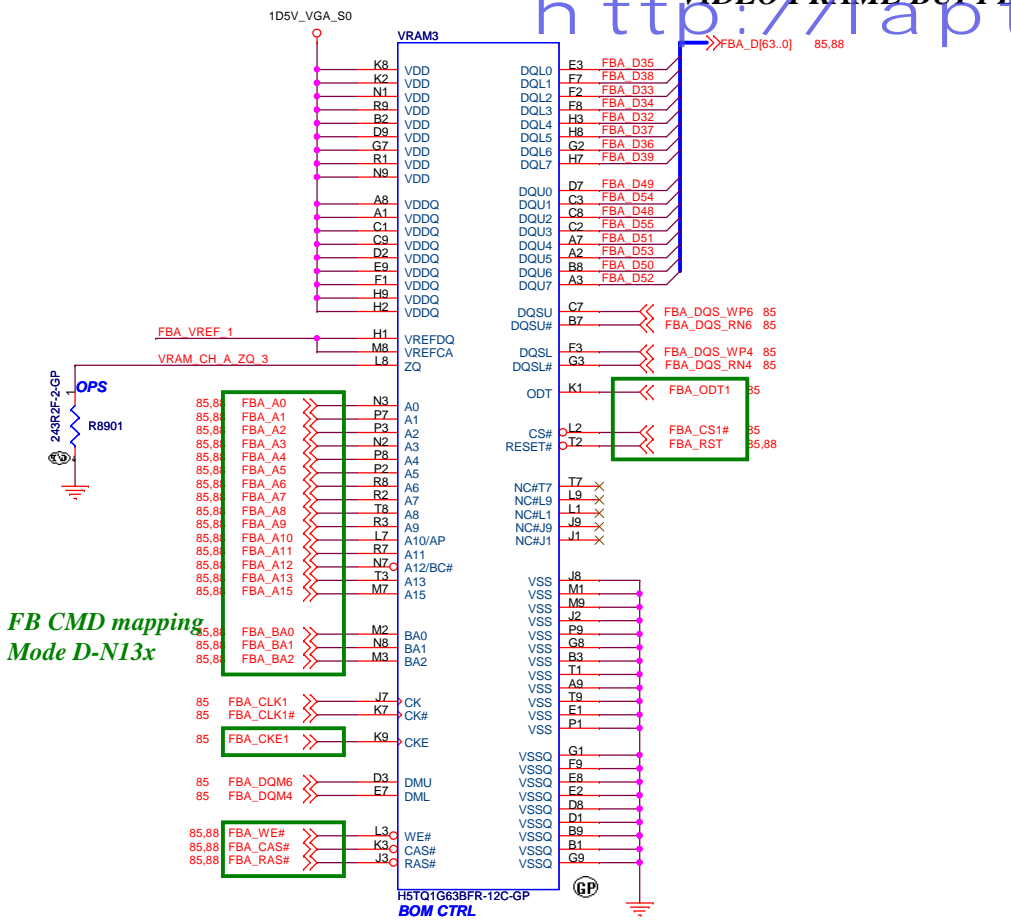 1D5V_VGA_S0
http://lapt
VIDEO FRAME BUFFE
VRAM3
FBA_D[63..0] 85,88
K8 VDD
K2 VDD
N1 VDD
R9 VDD
B2 VDD
D9 VDD
G7 VDD
R1 VDD
N9 VDD
A8 VDDQ
A1 VDDQ
C1 VDDQ
C9 VDDQ
D2 VDDQ
E9 VDDQ
F1 VDDQ
H9 VDDQ
H2 VDDQ
FBA_VREF_1 H1 VREFDQ
M8 VREFCA
VRAM_CH_A_ZQ_3 L8 ZQ
243R2F-2-GP
1
OPS
R8901
85,88 FBA_A0 N3 A0
85,88 FBA_A1 P7 A1
85,88 FBA_A2 P3 A2
85,88 FBA_A3 N2 A3
85,88 FBA_A4 P8 A4
85,88 FBA_A5 P2 A5
85,88 FBA_A6 R8 A6
85,88 FBA_A7 R2 A7
85,88 FBA_A8 T8 A8
85,88 FBA_A9 R3 A9
85,88 FBA_A10 L7 A10/AP
85,88 FBA_A11 R7 A11
85,88 FBA_A12 N7 A12/BC#
85,88 FBA_A13 T3 A13
85,88 FBA_A15 M7 A15
FB CMD mapping
Mode D-N13x
85,88 FBA_BA0 M2 BA0
85,88 FBA_BA1 N8 BA1
85,88 FBA_BA2 M3 BA2
85 FBA_CLK1 J7 CK
85 FBA_CLK1# K7 CK#
85 FBA_CKE1 K9 CKE
85 FBA_DQM6 D3 DMU
85 FBA_DQM4 E7 DML
85,88 FBA_WE# L3 WE#
85,88 FBA_CAS# K3 CAS#
85,88 FBA_RAS# J3 RAS#
DQL0 E3 FBA_D35
DQL1 F7 FBA_D38
DQL2 F2 FBA_D33
DQL3 F8 FBA_D34
DQL4 H3 FBA_D32
DQL5 H8 FBA_D37
DQL6 G2 FBA_D36
DQL7 H7 FBA_D39
DQU0 D7 FBA_D49
DQU1 C3 FBA_D54
DQU2 C8 FBA_D48
DQU3 C2 FBA_D55
DQU4 A7 FBA_D51
DQU5 A2 FBA_D53
DQU6 B8 FBA_D50
DQU7 A3 FBA_D52
DQSU C7 FBA_DQS_WP6 85
DQSU# B7 FBA_DQS_RN6 85
DQSL F3 FBA_DQS_WP4 85
DQSL# G3 FBA_DQS_RN4 85
ODT K1 FBA_ODT1 85
CS# L2 FBA_CS1# 85
RESET# T2 FBA_RST 85,88
NC#T7 T7
NC#L9 L9
NC#L1 L1
NC#J9 J9
NC#J1 J1
VSS J8
VSS M1
VSS M9
VSS J2
VSS P9
VSS G8
VSS B3
VSS T1
VSS A9
VSS T9
VSS E1
VSS P1
VSSQ G1
VSSQ F9
VSSQ E8
VSSQ E2
VSSQ D8
VSSQ D1
VSSQ B9
VSSQ B1
VSSQ G9
H5TQ1G63BFR-12C-GP
BOM CTRL
GP